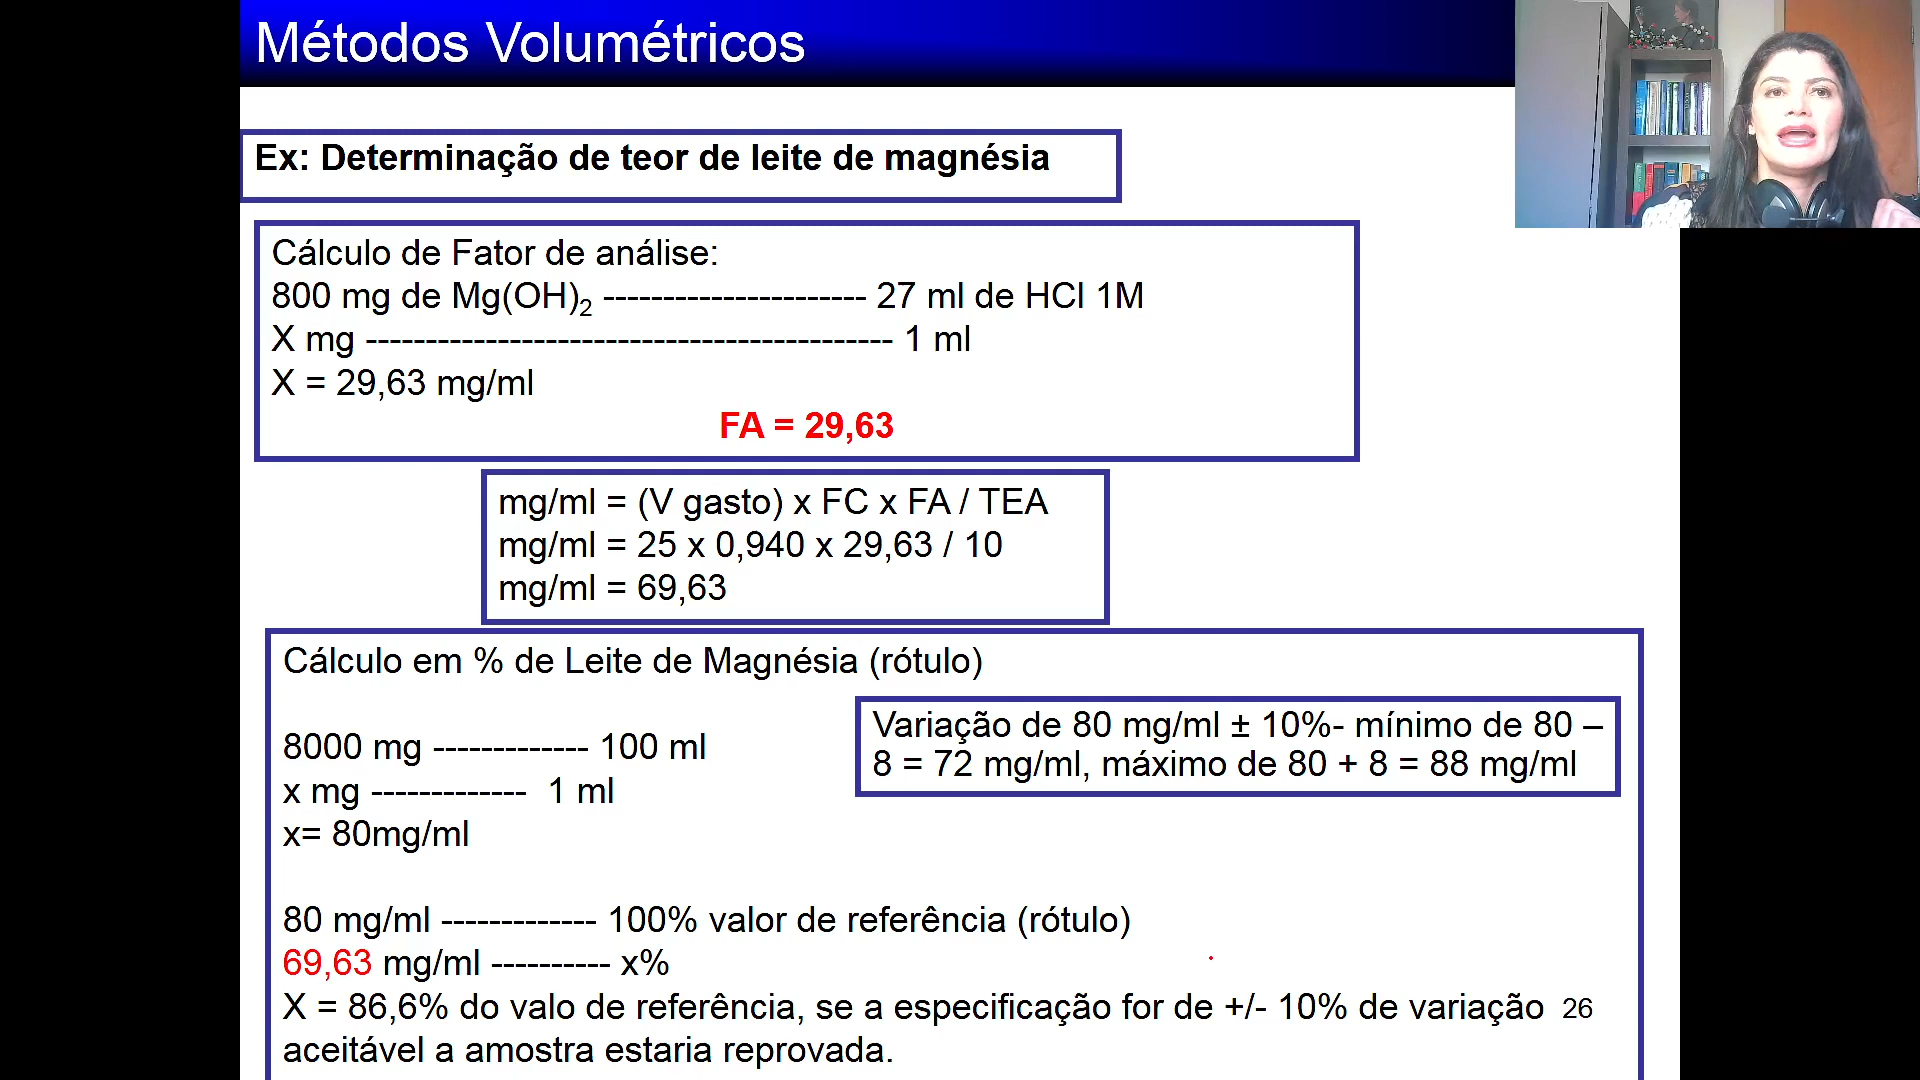 Métodos Volumétricos
Ex: Determinação de teor de leite de magnésia
Cálculo de Fator de análise:
800 mg de Mg(OH)₂ ---------------------- 27 ml de HCl 1M
X mg -------------------------------------------- 1 ml
X = 29,63 mg/ml
FA = 29,63
mg/ml = (V gasto) x FC x FA / TEA
mg/ml = 25 x 0,940 x 29,63 / 10
mg/ml = 69,63
Cálculo em % de Leite de Magnésia (rótulo)
Variação de 80 mg/ml ± 10%- mínimo de 80 –
8 = 72 mg/ml, máximo de 80 + 8 = 88 mg/ml
8000 mg ------------- 100 ml
x mg ------------- 1 ml
x= 80mg/ml
80 mg/ml ------------- 100% valor de referência (rótulo)
69,63 mg/ml ---------- x%
X = 86,6% do valo de referência, se a especificação for de +/- 10% de variação
aceitável a amostra estaria reprovada.
26